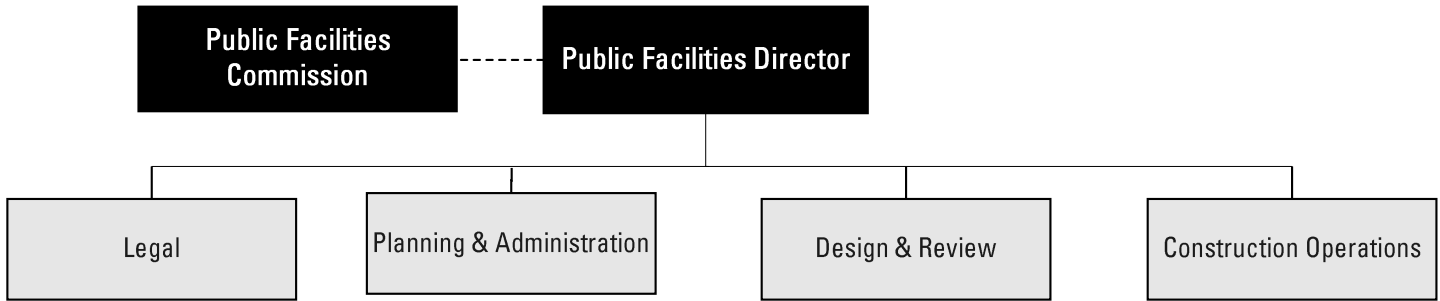 Public Facilities
Commission
Public Facilities Director
Legal
Planning & Administration
Design & Review
Construction Operations